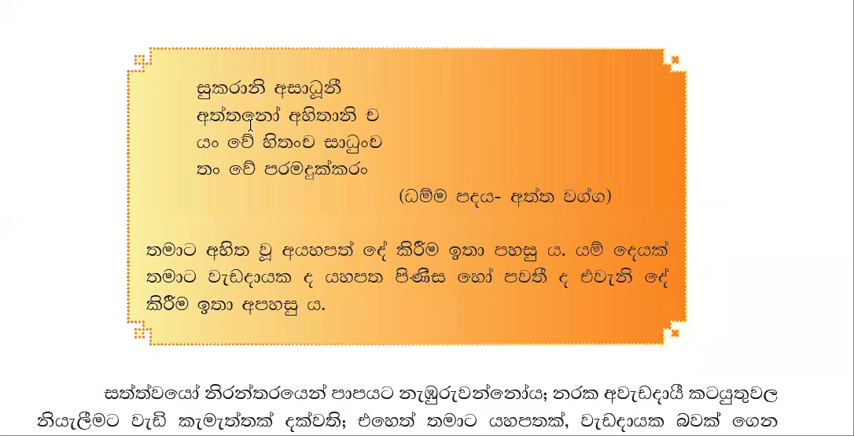 සුකරානි අසාධූනී
අත්තනෝ අහිතානි ච
යං වේ හිතංච සාධුංච
තං වේ පරමදුක්කරං
(ධම්ම පදය- අත්ත වග්ග)
තමාට අහිත වූ අයහපත් දේ කිරීම ඉතා පහසු ය. යම් දෙයක්
තමාට වැඩදායක ද යහපත පිණිස හෝ පවතී ද එවැනි දේ
කිරීම ඉතා අපහසු ය.
සත්ත්වයෝ නිරන්තරයෙන් පාපයට නැඹුරුවන්නෝය; නරක අවැඩදායී කටයුතුවල
නියැලීමට වැඩි කැමැත්තක් දක්වති; එහෙත් තමාට යහපතක්, වැඩදායක බවක් ගෙන